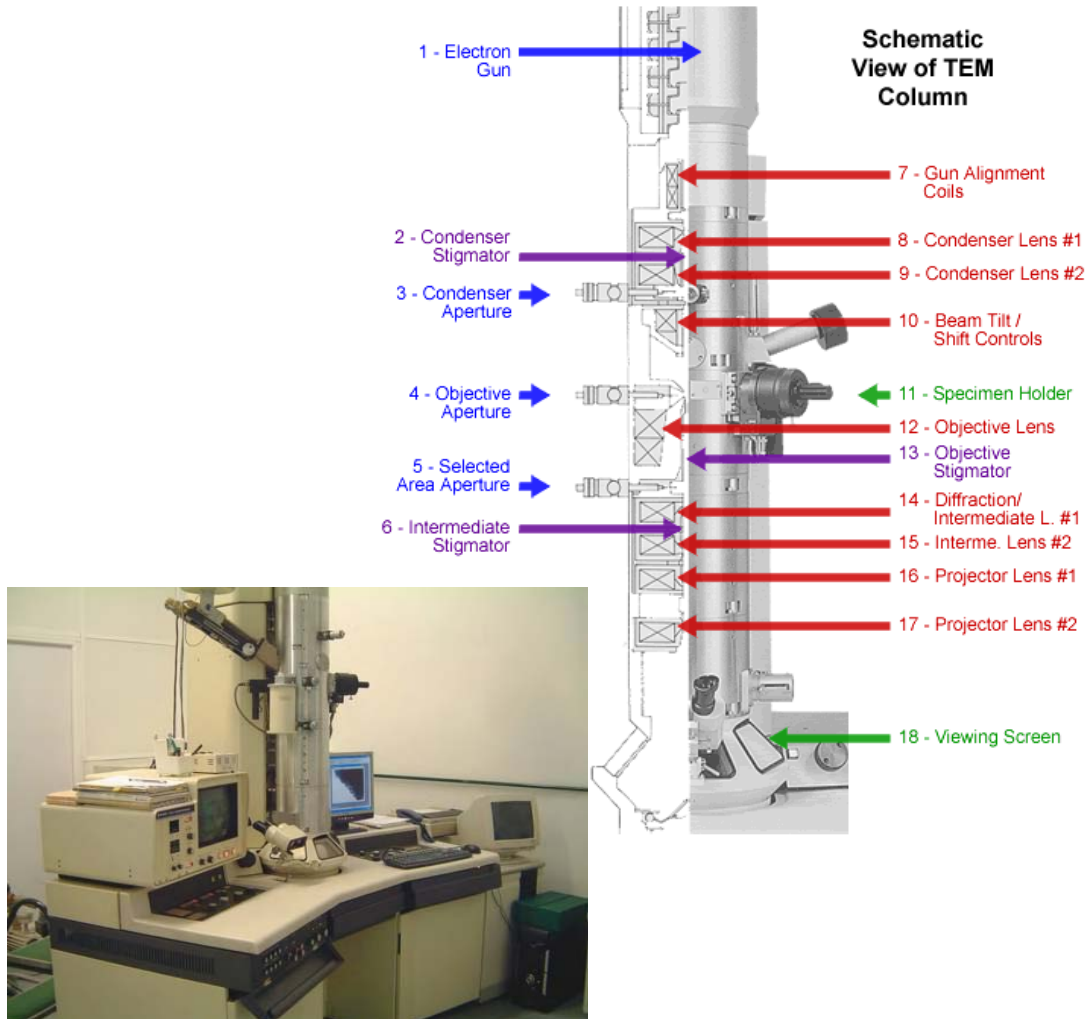 Schematic
View of TEM
Column
1 - Electron
Gun
2 - Condenser
Stigmator
3 - Condenser
Aperture
4 - Objective
Aperture
5 - Selected
Area Aperture
6 - Intermediate
Stigmator
7 - Gun Alignment
Coils
8 - Condenser Lens #1
9 - Condenser Lens #2
10 - Beam Tilt /
Shift Controls
11 - Specimen Holder
12 - Objective Lens
13 - Objective
Stigmator
14 - Diffraction/
Intermediate L. #1
15 - Interme. Lens #2
16 - Projector Lens #1
17 - Projector Lens #2
18 - Viewing Screen